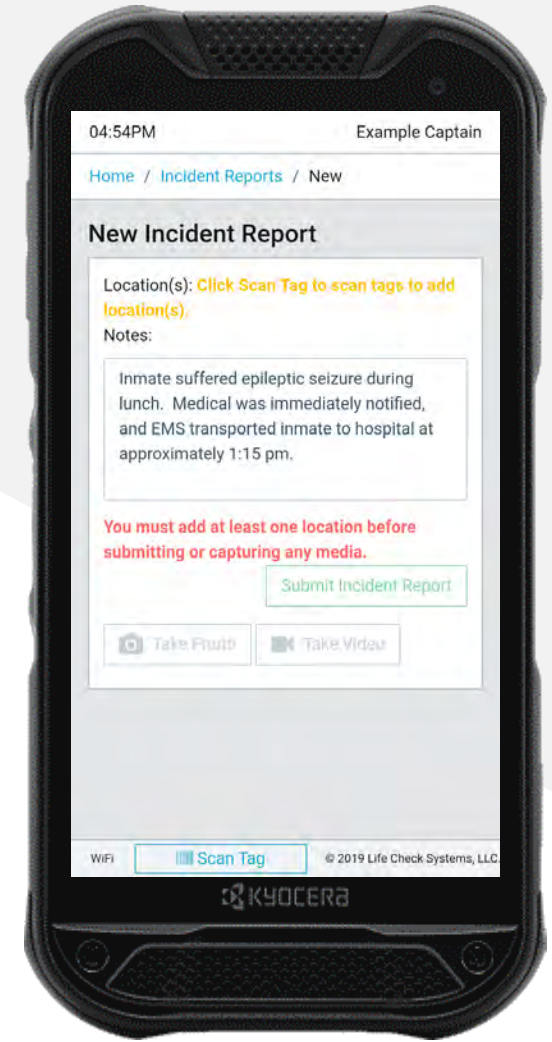 04:54PM Example Captain
Home / Incident Reports / New
New Incident Report
Location(s): Click Scan Tag to scan tags to add
location(s).
Notes:
Inmate suffered epileptic seizure during
lunch. Medical was immediately notified,
and EMS transported inmate to hospital at
approximately 1:15 pm.
You must add at least one location before
submitting or capturing any media.
Submit Incident Report
Take Photo Take Video
WiFi Scan Tag © 2019 Life Check Systems, LLC.
KYOCERA